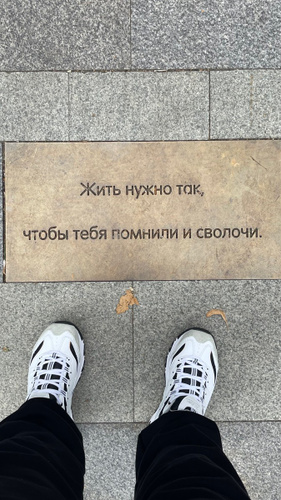 Жить нужно так,
чтобы тебя помнили и сволочи.